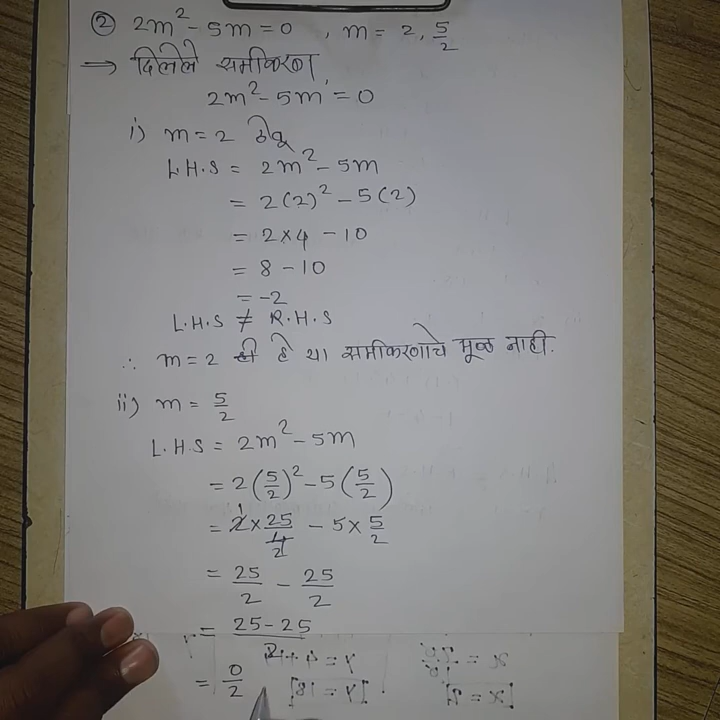 ② 2m² - 5m = 0 , m = 2, 5/2
→ दिलेले समीकरण,
2m² - 5m = 0
i) m = 2 ठेवू
L.H.S = 2m² - 5m
= 2(2)² - 5(2)
= 2×4 - 10
= 8 - 10
= -2
L.H.S ≠ R.H.S
∴ m = 2 हे या समीकरणाचे मूळ नाही.
ii) m = 5/2
L.H.S = 2m² - 5m
= 2(5/2)² - 5(5/2)
= 2 × 25/4 - 5 × 5/2
= 25/2 - 25/2
= 25-25/2
= 0/2